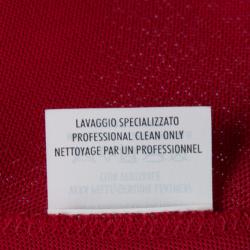 LAVAGGIO SPECIALIZZATO
PROFESSIONAL CLEAN ONLY
NETTOYAGE PAR UN PROFESSIONNEL